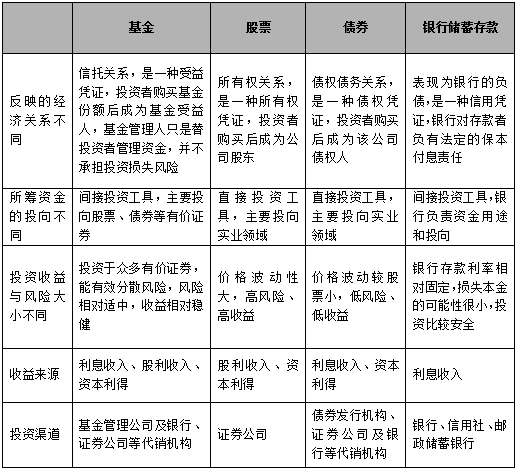 基金
股票
债券
银行储蓄存款
反映的经
济关系不
同
信托关系，是一种受益
凭证，投资者购买基金
份额后成为基金受益
人，基金管理人只是替
投资者管理资金，并不
承担投资损失风险
所有权关系，
是一种所有权
凭证，投资者
购买后成为公
司股东
债权债务关系，
是一种债权凭
证，投资者购买
后成为该公司
债权人
表现为银行的负
债，是一种信用凭
证，银行对存款者
负有法定的保本
付息责任
所筹资金
的投向不
同
间接投资工具，主要投
向股票、债券等有价证
券
直接投资工
具，主要投向
实业领域
直接投资工具，
主要投向实业
领域
间接投资工具，银
行负责资金用途
和投向
投资收益
与风险大
小不同
投资于众多有价证券，
能有效分散风险，风险
相对适中，收益相对稳
健
价格波动性
大，高风险、
高收益
价格波动较股
票小，低风险、
低收益
银行存款利率相
对固定，损失本金
的可能性很小，投
资比较安全
收益来源
利息收入、股利收入、
资本利得
股利收入、资
本利得
利息收入、资本
利得
利息收入
投资渠道
基金管理公司及银行、
证券公司等代销机构
证券公司
债券发行机构、
证券公司及银
行等代销机构
银行、信用社、邮
政储蓄银行